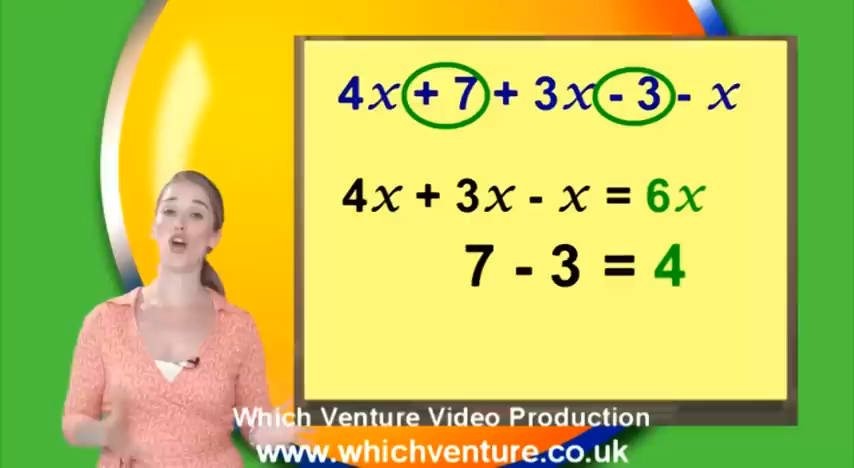 4x + 7 + 3x - 3 - x
4x + 3x - x = 6x
7 - 3 = 4
Which Venture Video Production
www.whichventure.co.uk